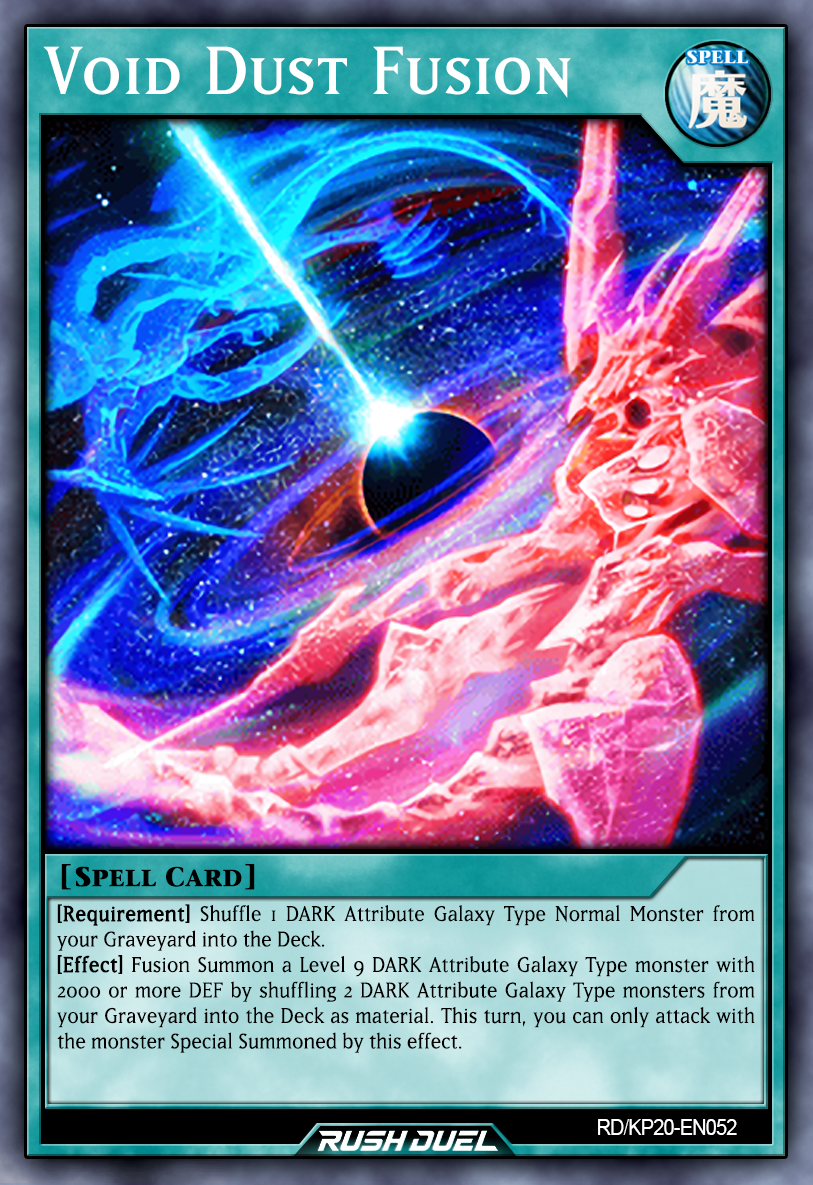 Void Dust Fusion
SPELL
魔
[Spell Card]
[Requirement] Shuffle 1 DARK Attribute Galaxy Type Normal Monster from
your Graveyard into the Deck.
[Effect] Fusion Summon a Level 9 DARK Attribute Galaxy Type monster with
2000 or more DEF by shuffling 2 DARK Attribute Galaxy Type monsters from
your Graveyard into the Deck as material. This turn, you can only attack with
the monster Special Summoned by this effect.
RD/KP20-EN052
RUSH DUEL